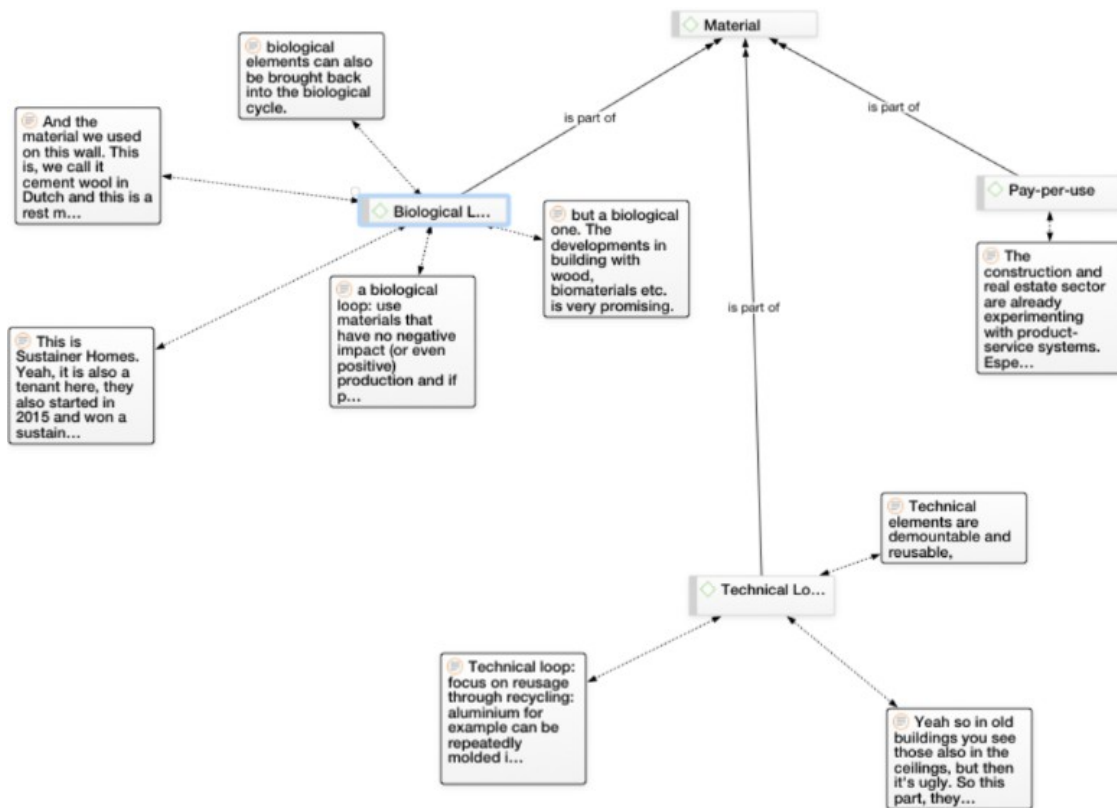 Material
biological
elements can also
be brought back
into the biological
cycle.
And the
material we used
on this wall. This
is, we call it
cement wool in
Dutch and this is a
rest m...
is part of
is part of
Pay-per-use
Biological L...
but a biological
one. The
developments in
building with
wood,
biomaterials etc.
is very promising.
The
construction and
real estate sector
are already
experimenting
with product-
service systems.
Espe...
a biological
loop: use
materials that
have no negative
impact (or even
positive)
production and if
p...
is part of
This is
Sustainer Homes.
Yeah, it is also a
tenant here, they
also started in
2015 and won a
sustain...
Technical
elements are
demountable and
reusable,
Technical Lo...
Technical loop:
focus on reusage
through recycling:
aluminium for
example can be
repeatedly
molded i...
Yeah so in old
buildings you see
those also in the
ceilings, but then
it's ugly. So this
part, they...